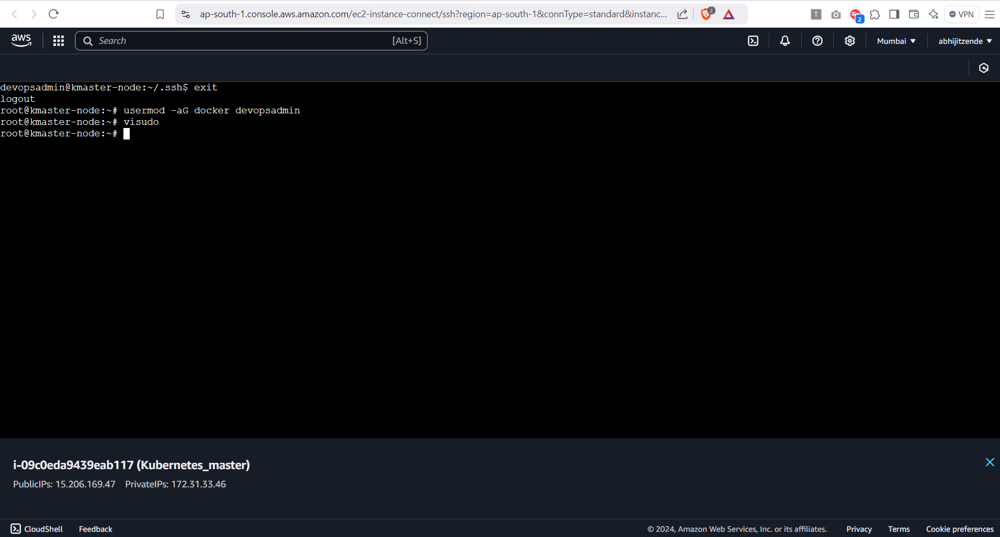 ap-south-1.console.aws.amazon.com/ec2-instance-connect/ssh?region=ap-south-1&connType=standard&instanc...
2
T
2
VPN
aws
Search
[Alt+S]
Mumbai ▼
abhijitzende ▼
devopsadmin@kmaster-node:~/.ssh$ exit
logout
root@kmaster-node:~# usermod -aG docker devopsadmin
root@kmaster-node:~# visudo
root@kmaster-node:~#
i-09c0eda9439eab117 (Kubernetes_master)
PublicIPs: 15.206.169.47 PrivateIPs: 172.31.33.46
CloudShell
Feedback
© 2024, Amazon Web Services, Inc. or its affiliates.
Privacy
Terms
Cookie preferences